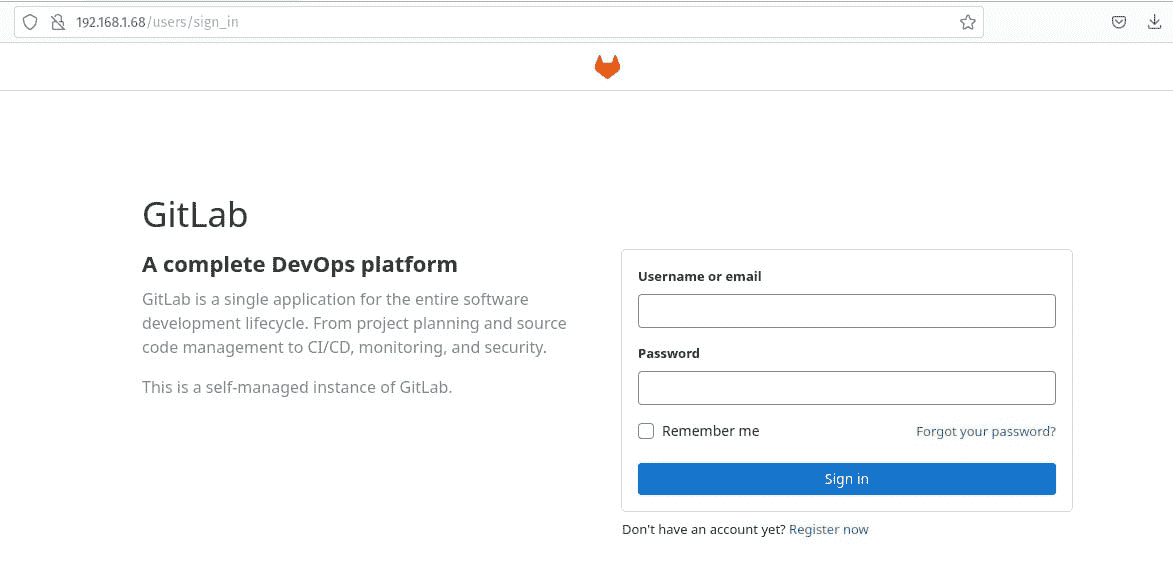 192.168.1.68/users/sign_in
GitLab
A complete DevOps platform
GitLab is a single application for the entire software
development lifecycle. From project planning and source
code management to CI/CD, monitoring, and security.
This is a self-managed instance of GitLab.
Username or email
Password
Remember me
Forgot your password?
Sign in
Don't have an account yet? Register now